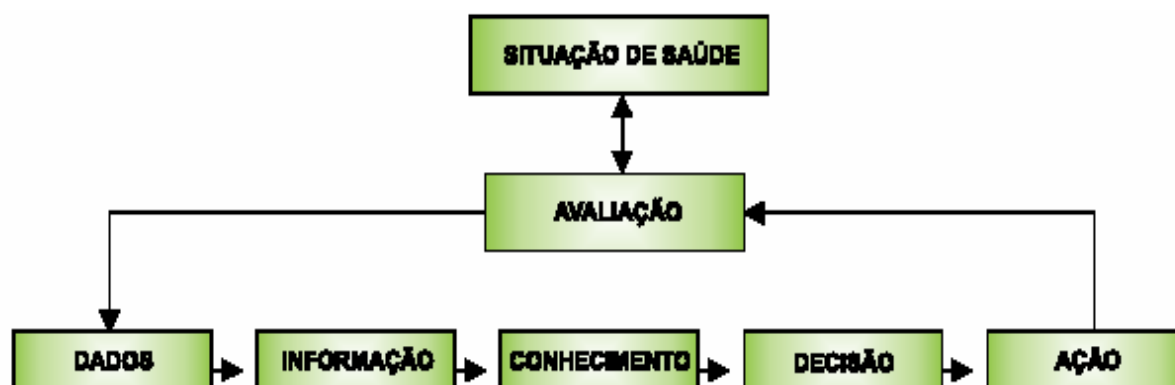 SITUAÇÃO DE SAÚDE
AVALIAÇÃO
DADOS
INFORMAÇÃO
CONHECIMENTO
DECISÃO
AÇÃO